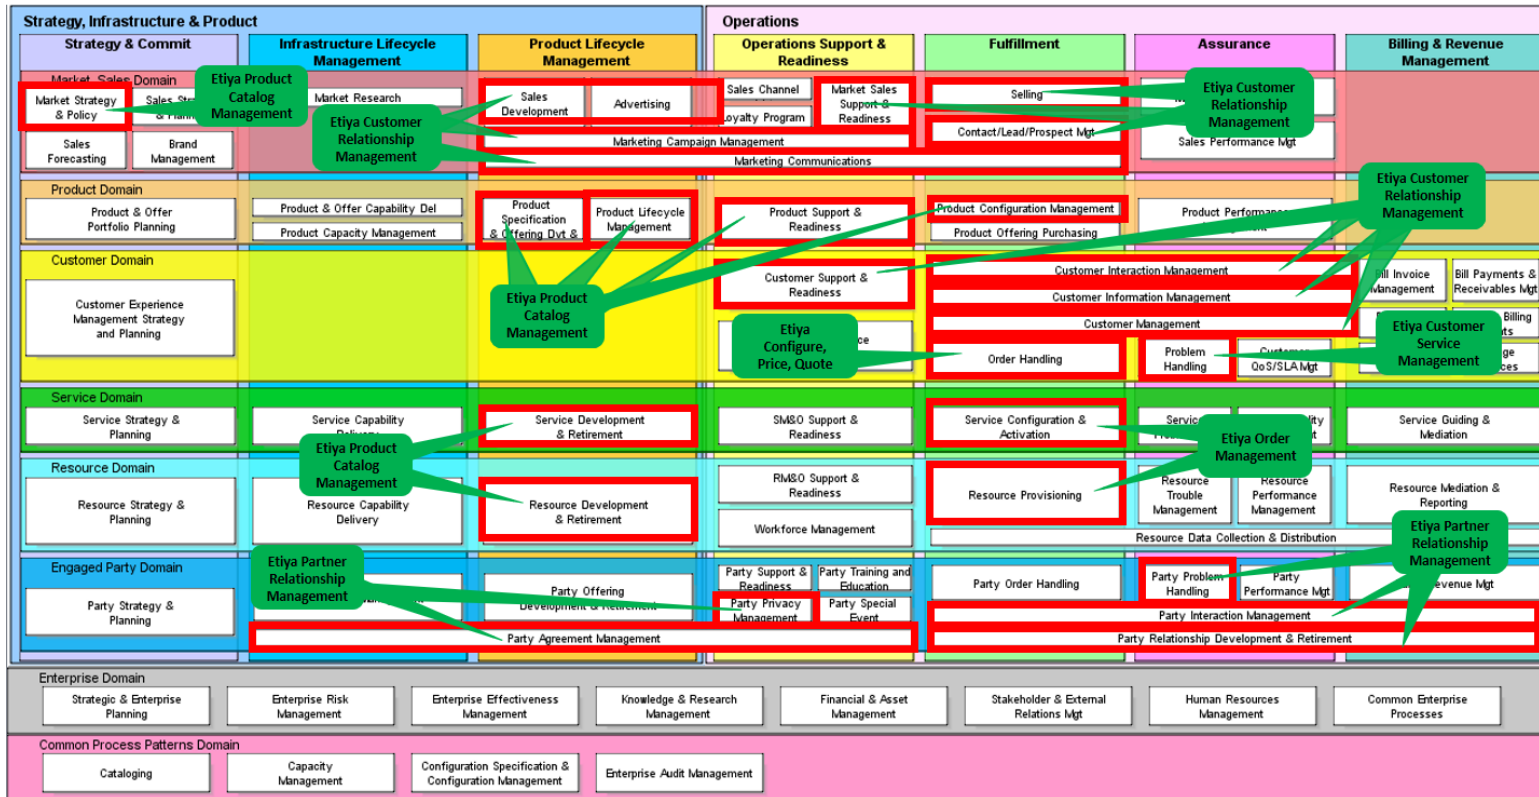 Strategy, Infrastructure & Product
Operations
Strategy & Commit
Infrastructure Lifecycle
Management
Product Lifecycle
Management
Operations Support &
Readiness
Fulfillment
Assurance
Billing & Revenue
Management
Market, Sales Domain
Market Strategy
& Policy
Sales
Forecasting
Brand
Management
Etiya Product
Catalog
Management
Market Research
Etiya Customer
Relationship
Management
Sales
Development
Advertising
Marketing Campaign Management
Marketing Communications
Sales Channel
Loyalty Program
Market Sales
Support &
Readiness
Selling
Contact/Lead/Prospect Mgt
Etiya Customer
Relationship
Management
Sales Performance Mgt
Product Domain
Product & Offer
Portfolio Planning
Product & Offer Capability Del
Product Capacity Management
Product
Specification
& Offering Dvt &
Product Lifecycle
Management
Product Support &
Readiness
Product Configuration Management
Product Offering Purchasing
Product Performance
Etiya Customer
Relationship
Management
Customer Domain
Customer Experience
Management Strategy
and Planning
Etiya Product
Catalog
Management
Customer Support &
Readiness
Etiya
Configure,
Price, Quote
Customer Interaction Management
Customer Information Management
Customer Management
Order Handling
Problem
Handling
Customer
QoS/SLA Mgt
Bill Invoice
Management
Bill Payments &
Receivables Mgt
Billing
Etiya Customer
Service
Management
Service Domain
Service Strategy &
Planning
Service Capability
Service Development
& Retirement
SM&O Support &
Readiness
Service Configuration &
Activation
Service Guiding &
Mediation
Etiya Product
Catalog
Management
Etiya Order
Management
Resource Domain
Resource Strategy &
Planning
Resource Capability
Delivery
Resource Development
& Retirement
RM&O Support &
Readiness
Workforce Management
Resource Provisioning
Resource
Trouble
Management
Resource
Performance
Management
Resource Mediation &
Reporting
Resource Data Collection & Distribution
Etiya Partner
Relationship
Management
Etiya Partner
Relationship
Management
Engaged Party Domain
Party Strategy &
Planning
Party Offering
Development & Retirement
Party Agreement Management
Party Support &
Readiness
Party Training and
Education
Party Privacy
Management
Party Special
Event
Party Order Handling
Party Problem
Handling
Party
Performance Mgt
Revenue Mgt
Party Interaction Management
Party Relationship Development & Retirement
Enterprise Domain
Strategic & Enterprise
Planning
Enterprise Risk
Management
Enterprise Effectiveness
Management
Knowledge & Research
Management
Financial & Asset
Management
Stakeholder & External
Relations Mgt
Human Resources
Management
Common Enterprise
Processes
Common Process Patterns Domain
Cataloging
Capacity
Management
Configuration Specification &
Configuration Management
Enterprise Audit Management